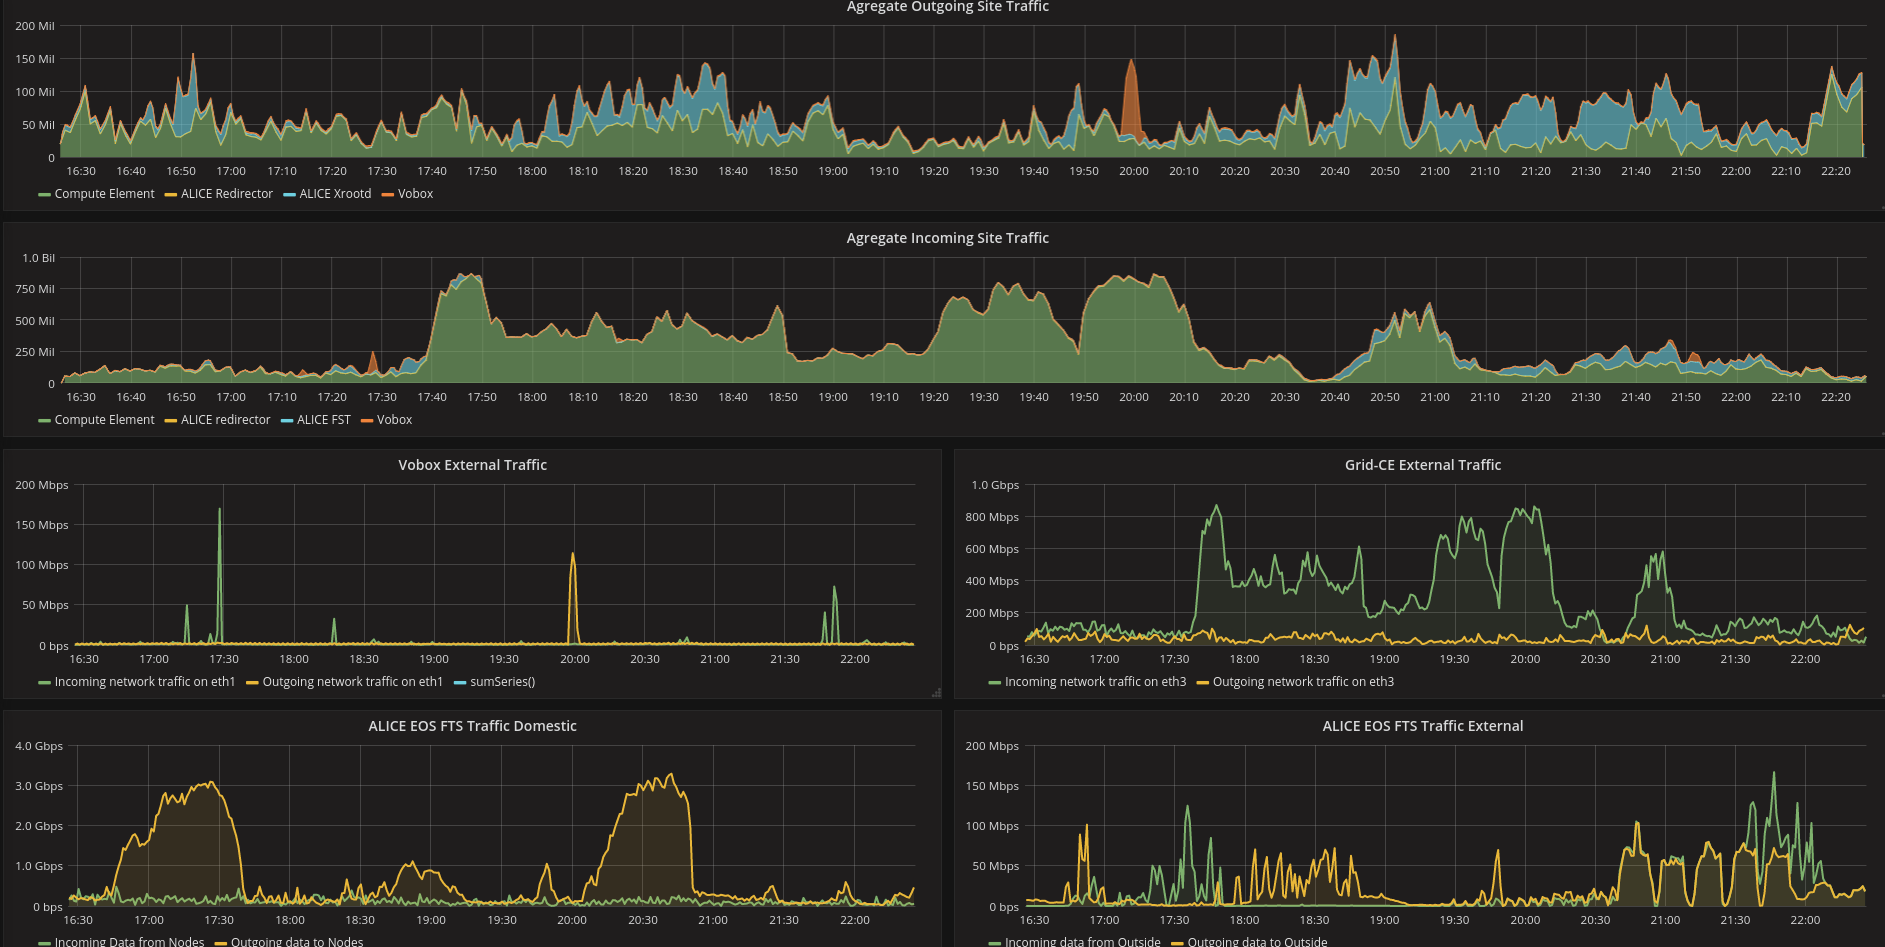 Agregate Outgoing Site Traffic
200 Mil
150 Mil
100 Mil
50 Mil
0
16:30 16:40 16:50 17:00 17:10 17:20 17:30 17:40 17:50 18:00 18:10 18:20 18:30 18:40 18:50 19:00 19:10 19:20 19:30 19:40 19:50 20:00 20:10 20:20 20:30 20:40 20:50 21:00 21:10 21:20 21:30 21:40 21:50 22:00 22:10 22:20
Compute Element ALICE Redirector ALICE Xrootd Vobox
Agregate Incoming Site Traffic
1.0 Bil
750 Mil
500 Mil
250 Mil
0
16:30 16:40 16:50 17:00 17:10 17:20 17:30 17:40 17:50 18:00 18:10 18:20 18:30 18:40 18:50 19:00 19:10 19:20 19:30 19:40 19:50 20:00 20:10 20:20 20:30 20:40 20:50 21:00 21:10 21:20 21:30 21:40 21:50 22:00 22:10 22:20
Compute Element ALICE redirector ALICE FST Vobox
Vobox External Traffic
200 Mbps
150 Mbps
100 Mbps
50 Mbps
0 bps
16:30 17:00 17:30 18:00 18:30 19:00 19:30 20:00 20:30 21:00 21:30 22:00
Incoming network traffic on eth1 Outgoing network traffic on eth1 sumSeries()
Grid-CE External Traffic
1.0 Gbps
800 Mbps
600 Mbps
400 Mbps
200 Mbps
0 bps
16:30 17:00 17:30 18:00 18:30 19:00 19:30 20:00 20:30 21:00 21:30 22:00
Incoming network traffic on eth3 Outgoing network traffic on eth3
ALICE EOS FTS Traffic Domestic
4.0 Gbps
3.0 Gbps
2.0 Gbps
1.0 Gbps
0 bps
16:30 17:00 17:30 18:00 18:30 19:00 19:30 20:00 20:30 21:00 21:30 22:00
Incoming Data from Nodes Outgoing data to Nodes
ALICE EOS FTS Traffic External
200 Mbps
150 Mbps
100 Mbps
50 Mbps
0 bps
16:30 17:00 17:30 18:00 18:30 19:00 19:30 20:00 20:30 21:00 21:30 22:00
Incoming data from Outside Outgoing data to Outside